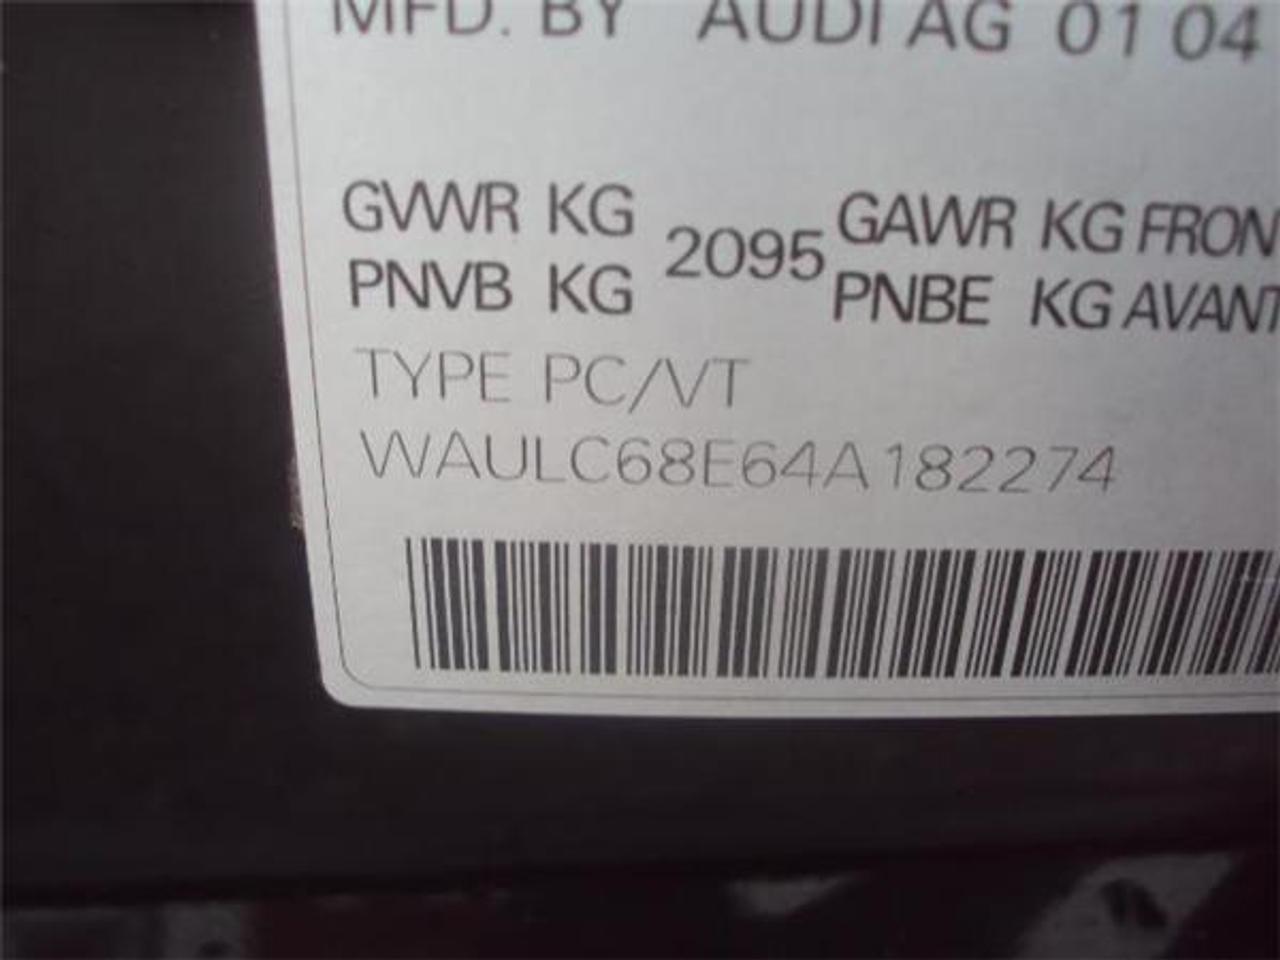 MFD. BY AUDI AG 01 04
GVWR KG
PNVB KG
2095
GAWR KG FRON
PNBE KG AVANT
TYPE PC/VT
WAULC68E64A182274